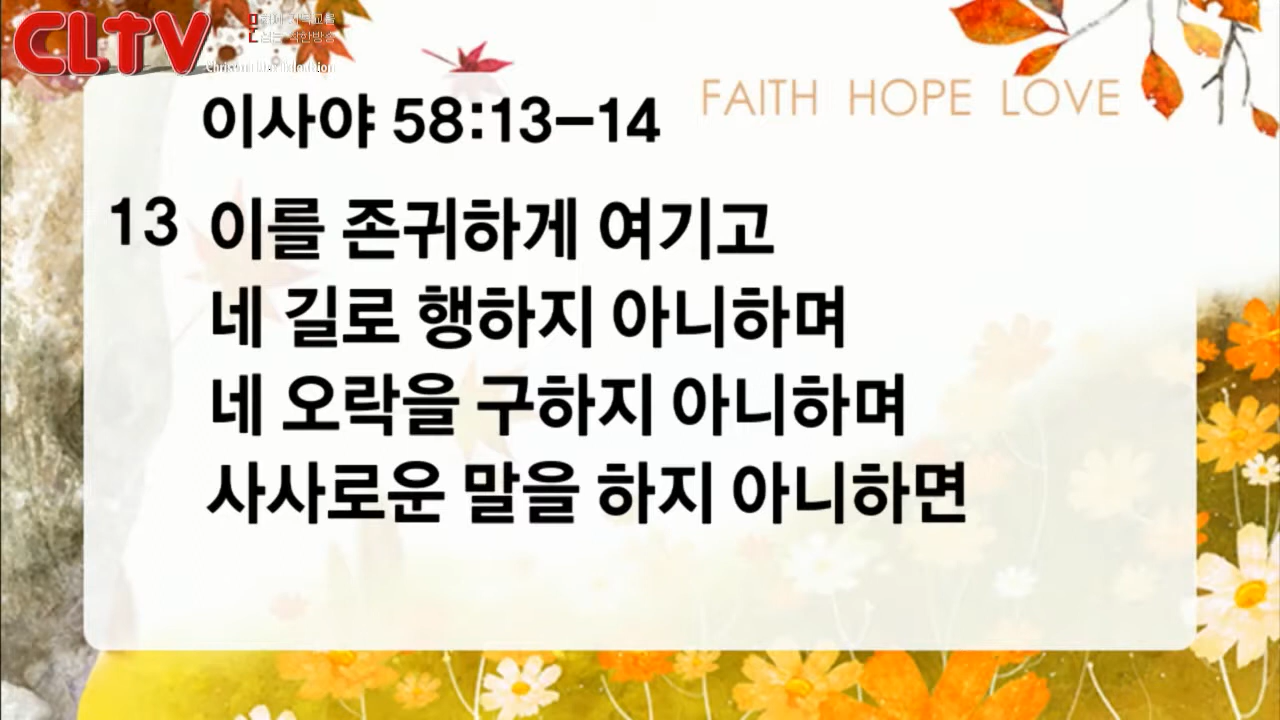 CLTV
FAITH HOPE LOVE
이사야 58:13-14
13 이를 존귀하게 여기고
네 길로 행하지 아니하며
네 오락을 구하지 아니하며
사사로운 말을 하지 아니하면